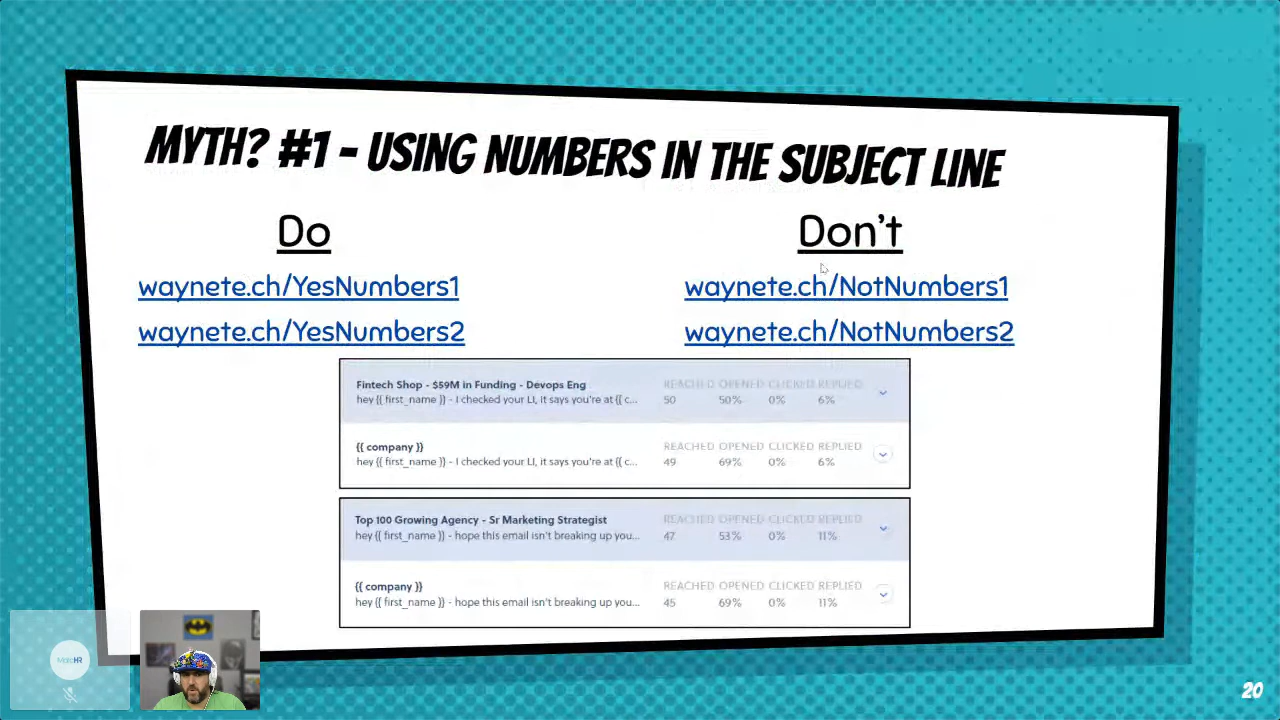 MYTH? #1 - USING NUMBERS IN THE SUBJECT LINE
Do
waynete.ch/YesNumbers1
waynete.ch/YesNumbers2
Don't
waynete.ch/NotNumbers1
waynete.ch/NotNumbers2
Fintech Shop - $59M in Funding - Devops Eng
hey {{ first_name }} - I checked your LI, it says you're at {{ c...
REACHED OPENED CLICKED REPLIED
50 50% 0% 6%
{{ company }}
hey {{ first_name }} - I checked your LI, it says you're at {{ c...
REACHED OPENED CLICKED REPLIED
49 69% 0% 6%
Top 100 Growing Agency - Sr Marketing Strategist
hey {{ first_name }} - hope this email isn't breaking up you...
REACHED OPENED CLICKED REPLIED
47 53% 0% 11%
{{ company }}
hey {{ first_name }} - hope this email isn't breaking up you...
REACHED OPENED CLICKED REPLIED
45 69% 0% 11%
20